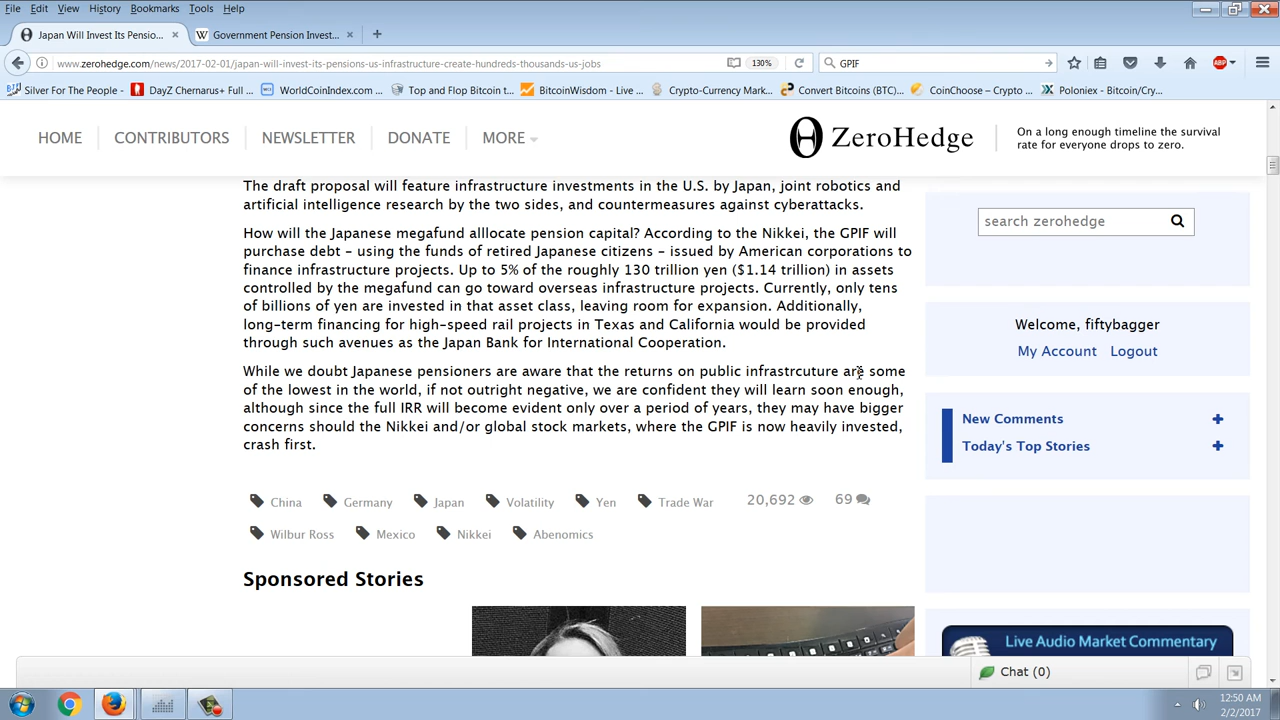 File Edit View History Bookmarks Tools Help
Japan Will Invest Its Pensio... × Government Pension Invest... × +
www.zerohedge.com/news/2017-02-01/japan-will-invest-its-pensions-us-infrastructure-create-hundreds-thousands-us-jobs 130% GPIF
Silver For The People - ... DayZ Chernarus+ Full ... WorldCoinIndex.com ... Top and Flop Bitcoin t... BitcoinWisdom - Live ... Crypto-Currency Mark... Convert Bitcoins (BTC)... CoinChoose – Crypto ... Poloniex - Bitcoin/Cry...
HOME CONTRIBUTORS NEWSLETTER DONATE MORE
ZeroHedge
On a long enough timeline the survival
rate for everyone drops to zero.
The draft proposal will feature infrastructure investments in the U.S. by Japan, joint robotics and
artificial intelligence research by the two sides, and countermeasures against cyberattacks.
How will the Japanese megafund alllocate pension capital? According to the Nikkei, the GPIF will
purchase debt – using the funds of retired Japanese citizens – issued by American corporations to
finance infrastructure projects. Up to 5% of the roughly 130 trillion yen ($1.14 trillion) in assets
controlled by the megafund can go toward overseas infrastructure projects. Currently, only tens
of billions of yen are invested in that asset class, leaving room for expansion. Additionally,
long-term financing for high-speed rail projects in Texas and California would be provided
through such avenues as the Japan Bank for International Cooperation.
While we doubt Japanese pensioners are aware that the returns on public infrastrcuture are some
of the lowest in the world, if not outright negative, we are confident they will learn soon enough,
although since the full IRR will become evident only over a period of years, they may have bigger
concerns should the Nikkei and/or global stock markets, where the GPIF is now heavily invested,
crash first.
China Germany Japan Volatility Yen Trade War 20,692 69
Wilbur Ross Mexico Nikkei Abenomics
Sponsored Stories
search zerohedge
Welcome, fiftybagger
My Account Logout
New Comments +
Today's Top Stories +
Live Audio Market Commentary
Chat (0)
12:50 AM
2/2/2017